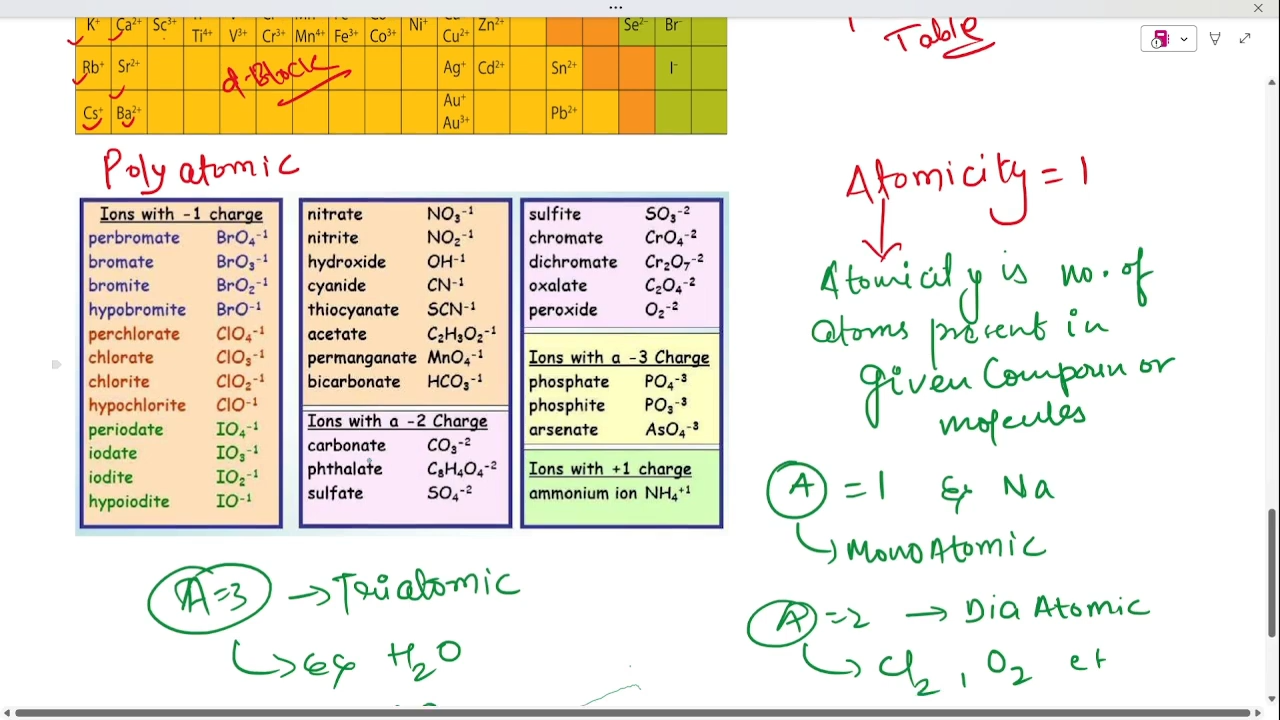 K⁺ Ca²⁺ Sc³⁺ Ni⁺ Zn²⁺ Se²⁻ Br⁻
Ti⁴⁺ V³⁺ Cr³⁺ Mn⁴⁺ Fe³⁺ Co³⁺ Cu²⁺
Table
Rb⁺ Sr²⁺ d-Block Ag⁺ Cd²⁺ Sn²⁺ I⁻
Cs⁺ Ba²⁺ Au⁺ Pb²⁺
Au³⁺
Poly atomic
Ions with -1 charge
perbromate BrO₄⁻¹
bromate BrO₃⁻¹
bromite BrO₂⁻¹
hypobromite BrO⁻¹
perchlorate ClO₄⁻¹
chlorate ClO₃⁻¹
chlorite ClO₂⁻¹
hypochlorite ClO⁻¹
periodate IO₄⁻¹
iodate IO₃⁻¹
iodite IO₂⁻¹
hypoiodite IO⁻¹
nitrate NO₃⁻¹
nitrite NO₂⁻¹
hydroxide OH⁻¹
cyanide CN⁻¹
thiocyanate SCN⁻¹
acetate C₂H₃O₂⁻¹
permanganate MnO₄⁻¹
bicarbonate HCO₃⁻¹
Ions with a -2 Charge
carbonate CO₃⁻²
phthalate C₈H₄O₄⁻²
sulfate SO₄⁻²
sulfite SO₃⁻²
chromate CrO₄⁻²
dichromate Cr₂O₇⁻²
oxalate C₂O₄⁻²
peroxide O₂⁻²
Ions with a -3 Charge
phosphate PO₄⁻³
phosphite PO₃⁻³
arsenate AsO₄⁻³
Ions with +1 charge
ammonium ion NH₄⁺¹
Atomicity = 1
Atomicity is no. of
atoms present in
given Compoun or
molecules
A = 1 eg Na
Mono Atomic
A = 2 → Dia Atomic
Cl₂, O₂ et
A = 3 → Triatomic
eg H₂O